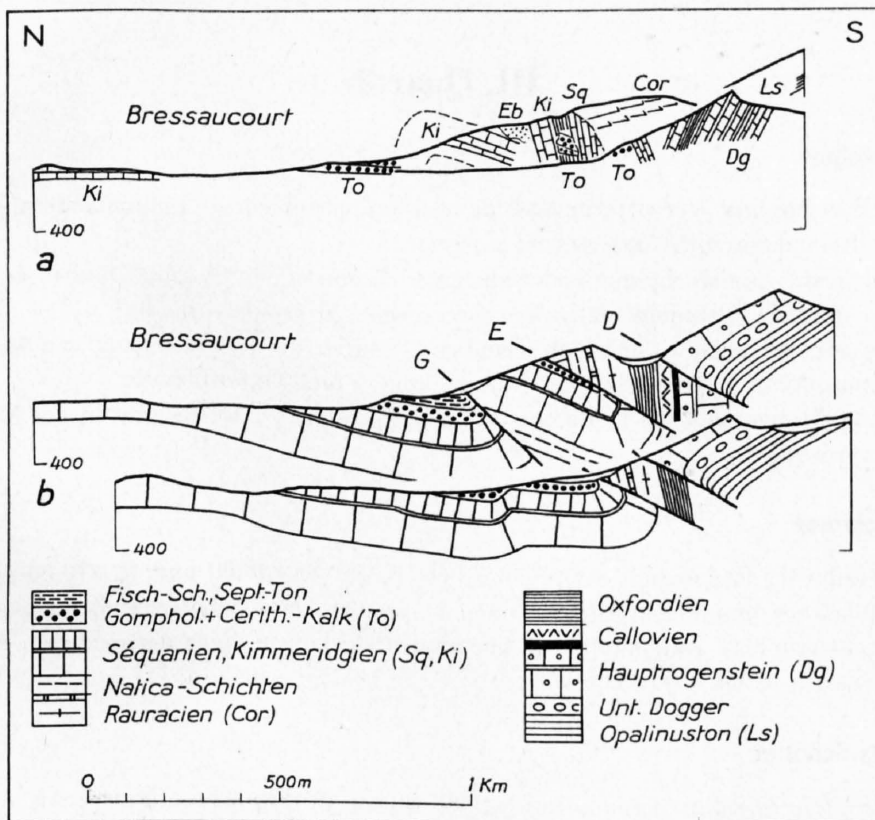 N S
Bressaucourt Ki Eb Ki Sq Cor Ls
Ki To To To Dg
400
a
Bressaucourt G E D
400
b
400
Fisch-Sch., Sept.-Ton
Gomphol.+ Cerith.-Kalk (To)
Séquanien, Kimmeridgien (Sq, Ki)
Natica-Schichten
Rauracien (Cor)
Oxfordien
Callovien
Hauptrogenstein (Dg)
Unt. Dogger
Opalinuston (Ls)
0 500m 1 Km